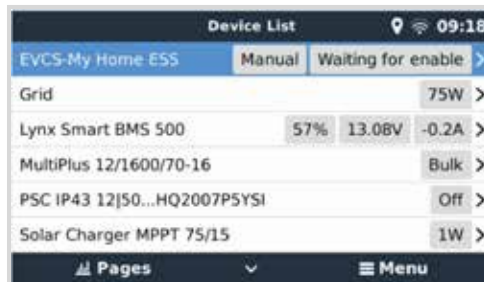 Device List 09:18
EVCS-My Home ESS Manual Waiting for enable
Grid 75W
Lynx Smart BMS 500 57% 13.08V -0.2A
MultiPlus 12/1600/70-16 Bulk
PSC IP43 12|50...HQ2007P5YSI Off
Solar Charger MPPT 75/15 1W
Pages Menu